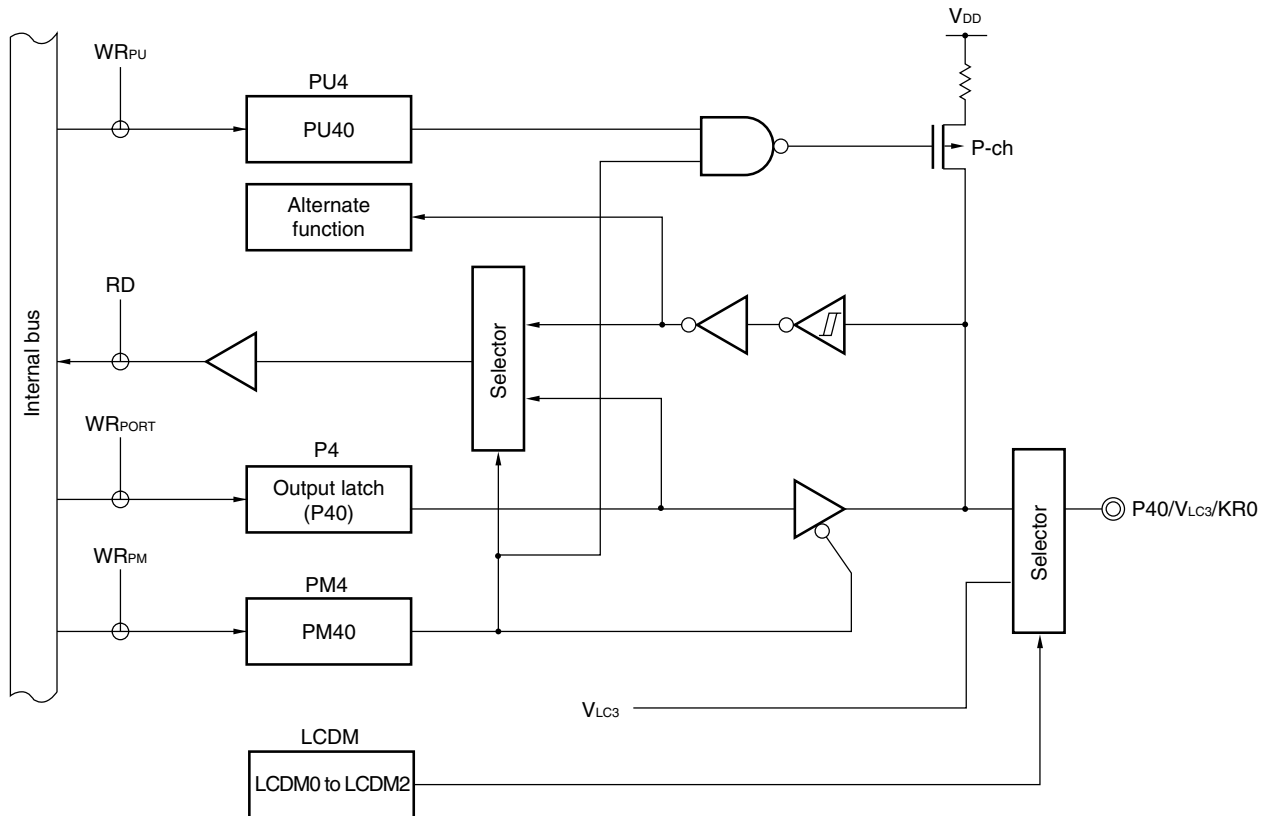 VDD
WRPU
PU4
PU40
P-ch
Alternate
function
RD
Selector
Internal bus
WRPORT
P4
Output latch
(P40)
P40/VLC3/KR0
Selector
WRPM
PM4
PM40
VLC3
LCDM
LCDM0 to LCDM2